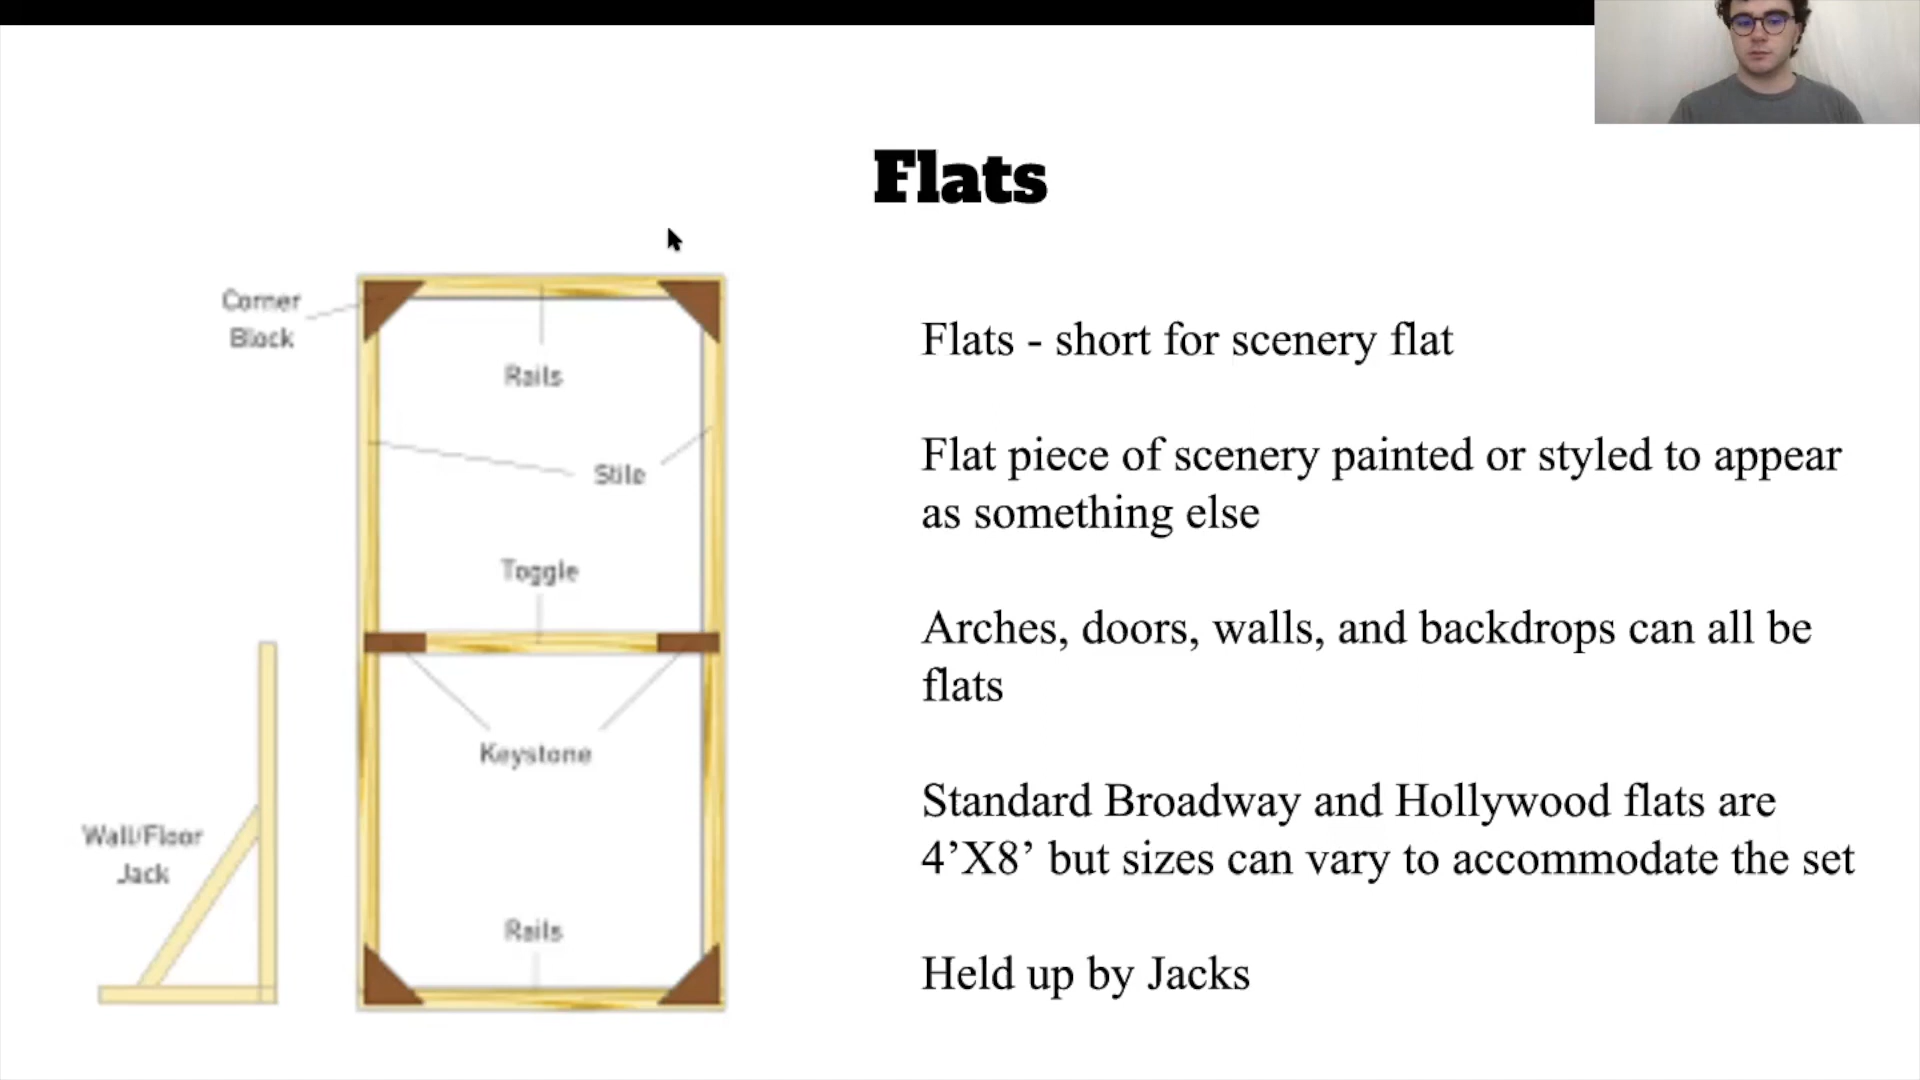 Flats
Corner
Block
Rails
Stile
Toggle
Keystone
Wall/Floor
Jack
Rails
Flats - short for scenery flat
Flat piece of scenery painted or styled to appear
as something else
Arches, doors, walls, and backdrops can all be
flats
Standard Broadway and Hollywood flats are
4’X8’ but sizes can vary to accommodate the set
Held up by Jacks